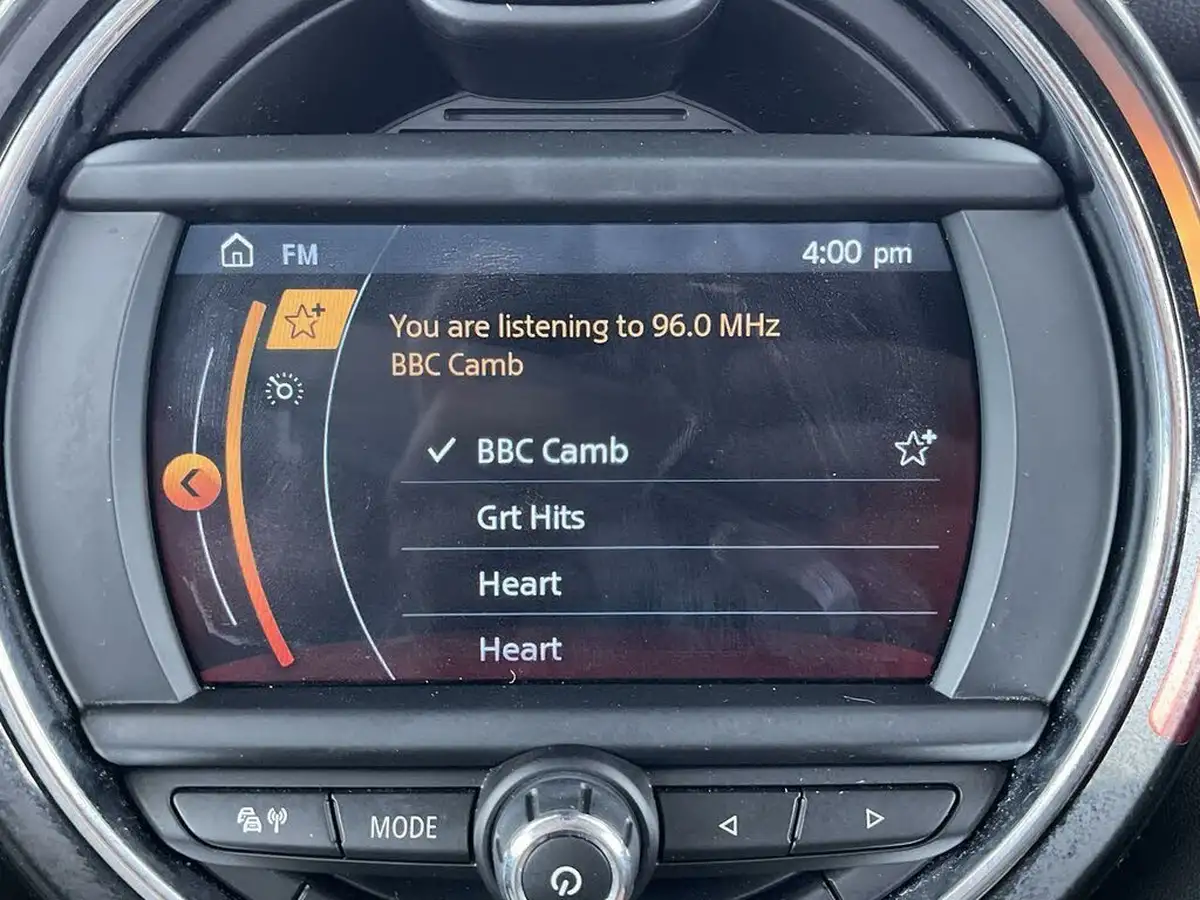 FM
4:00 pm
You are listening to 96.0 MHz
BBC Camb
BBC Camb
Grt Hits
Heart
Heart
MODE